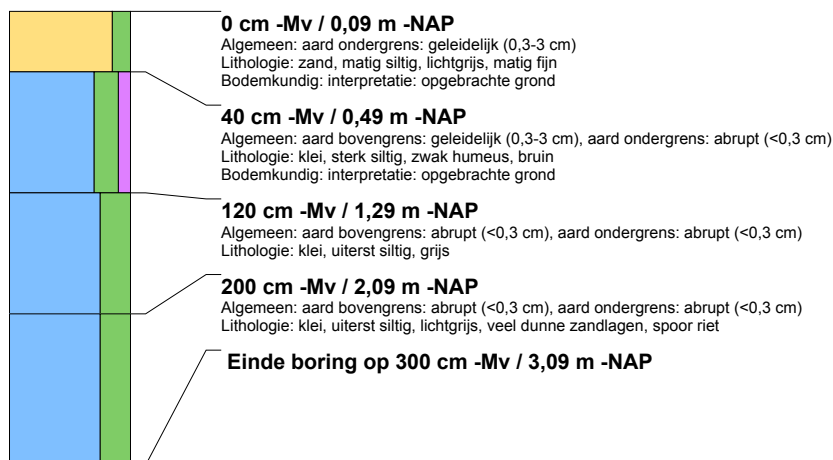 0 cm -Mv / 0,09 m -NAP
Algemeen: aard ondergrens: geleidelijk (0,3-3 cm)
Lithologie: zand, matig siltig, lichtgrijs, matig fijn
Bodemkundig: interpretatie: opgebrachte grond
40 cm -Mv / 0,49 m -NAP
Algemeen: aard bovengrens: geleidelijk (0,3-3 cm), aard ondergrens: abrupt (<0,3 cm)
Lithologie: klei, sterk siltig, zwak humeus, bruin
Bodemkundig: interpretatie: opgebrachte grond
120 cm -Mv / 1,29 m -NAP
Algemeen: aard bovengrens: abrupt (<0,3 cm), aard ondergrens: abrupt (<0,3 cm)
Lithologie: klei, uiterst siltig, grijs
200 cm -Mv / 2,09 m -NAP
Algemeen: aard bovengrens: abrupt (<0,3 cm), aard ondergrens: abrupt (<0,3 cm)
Lithologie: klei, uiterst siltig, lichtgrijs, veel dunne zandlagen, spoor riet
Einde boring op 300 cm -Mv / 3,09 m -NAP